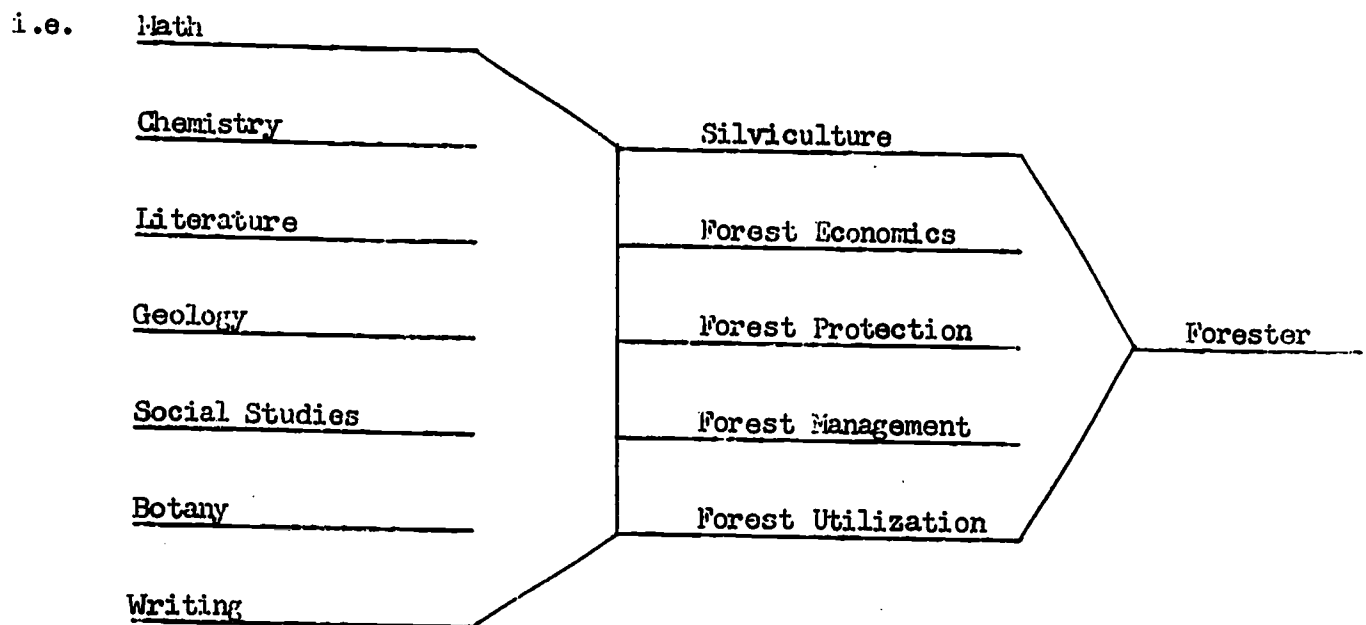 i.e.
Math
Chemistry
Literature
Geology
Social Studies
Botany
Writing
Silviculture
Forest Economics
Forest Protection
Forest Management
Forest Utilization
Forester